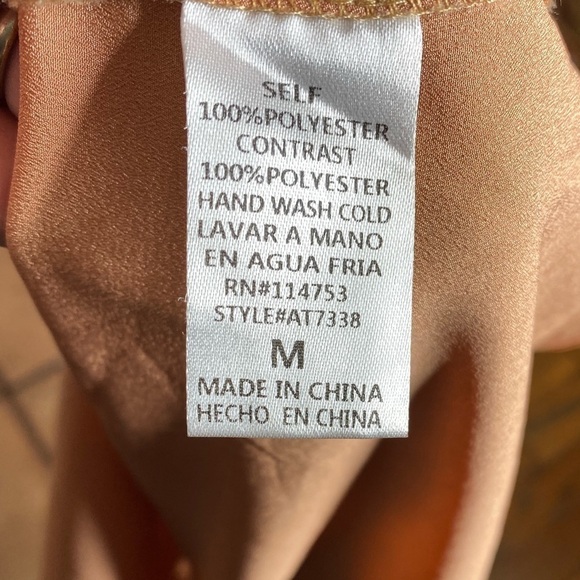 SELF
100%POLYESTER
CONTRAST
100%POLYESTER
HAND WASH COLD
LAVAR A MANO
EN AGUA FRIA
RN#114753
STYLE#AT7338
M
MADE IN CHINA
HECHO EN CHINA